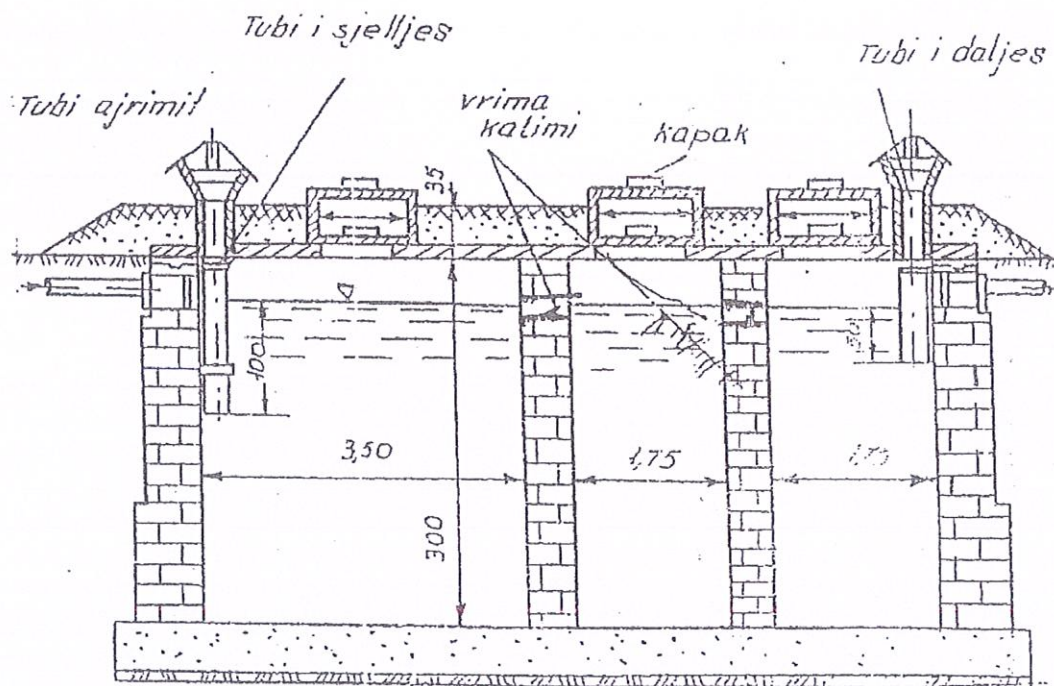 Tubi i sjelljes
Tubi i daljes
Tubi ajrimit
vrima
kalimi
kapak
35
100
3,50
1,75
300